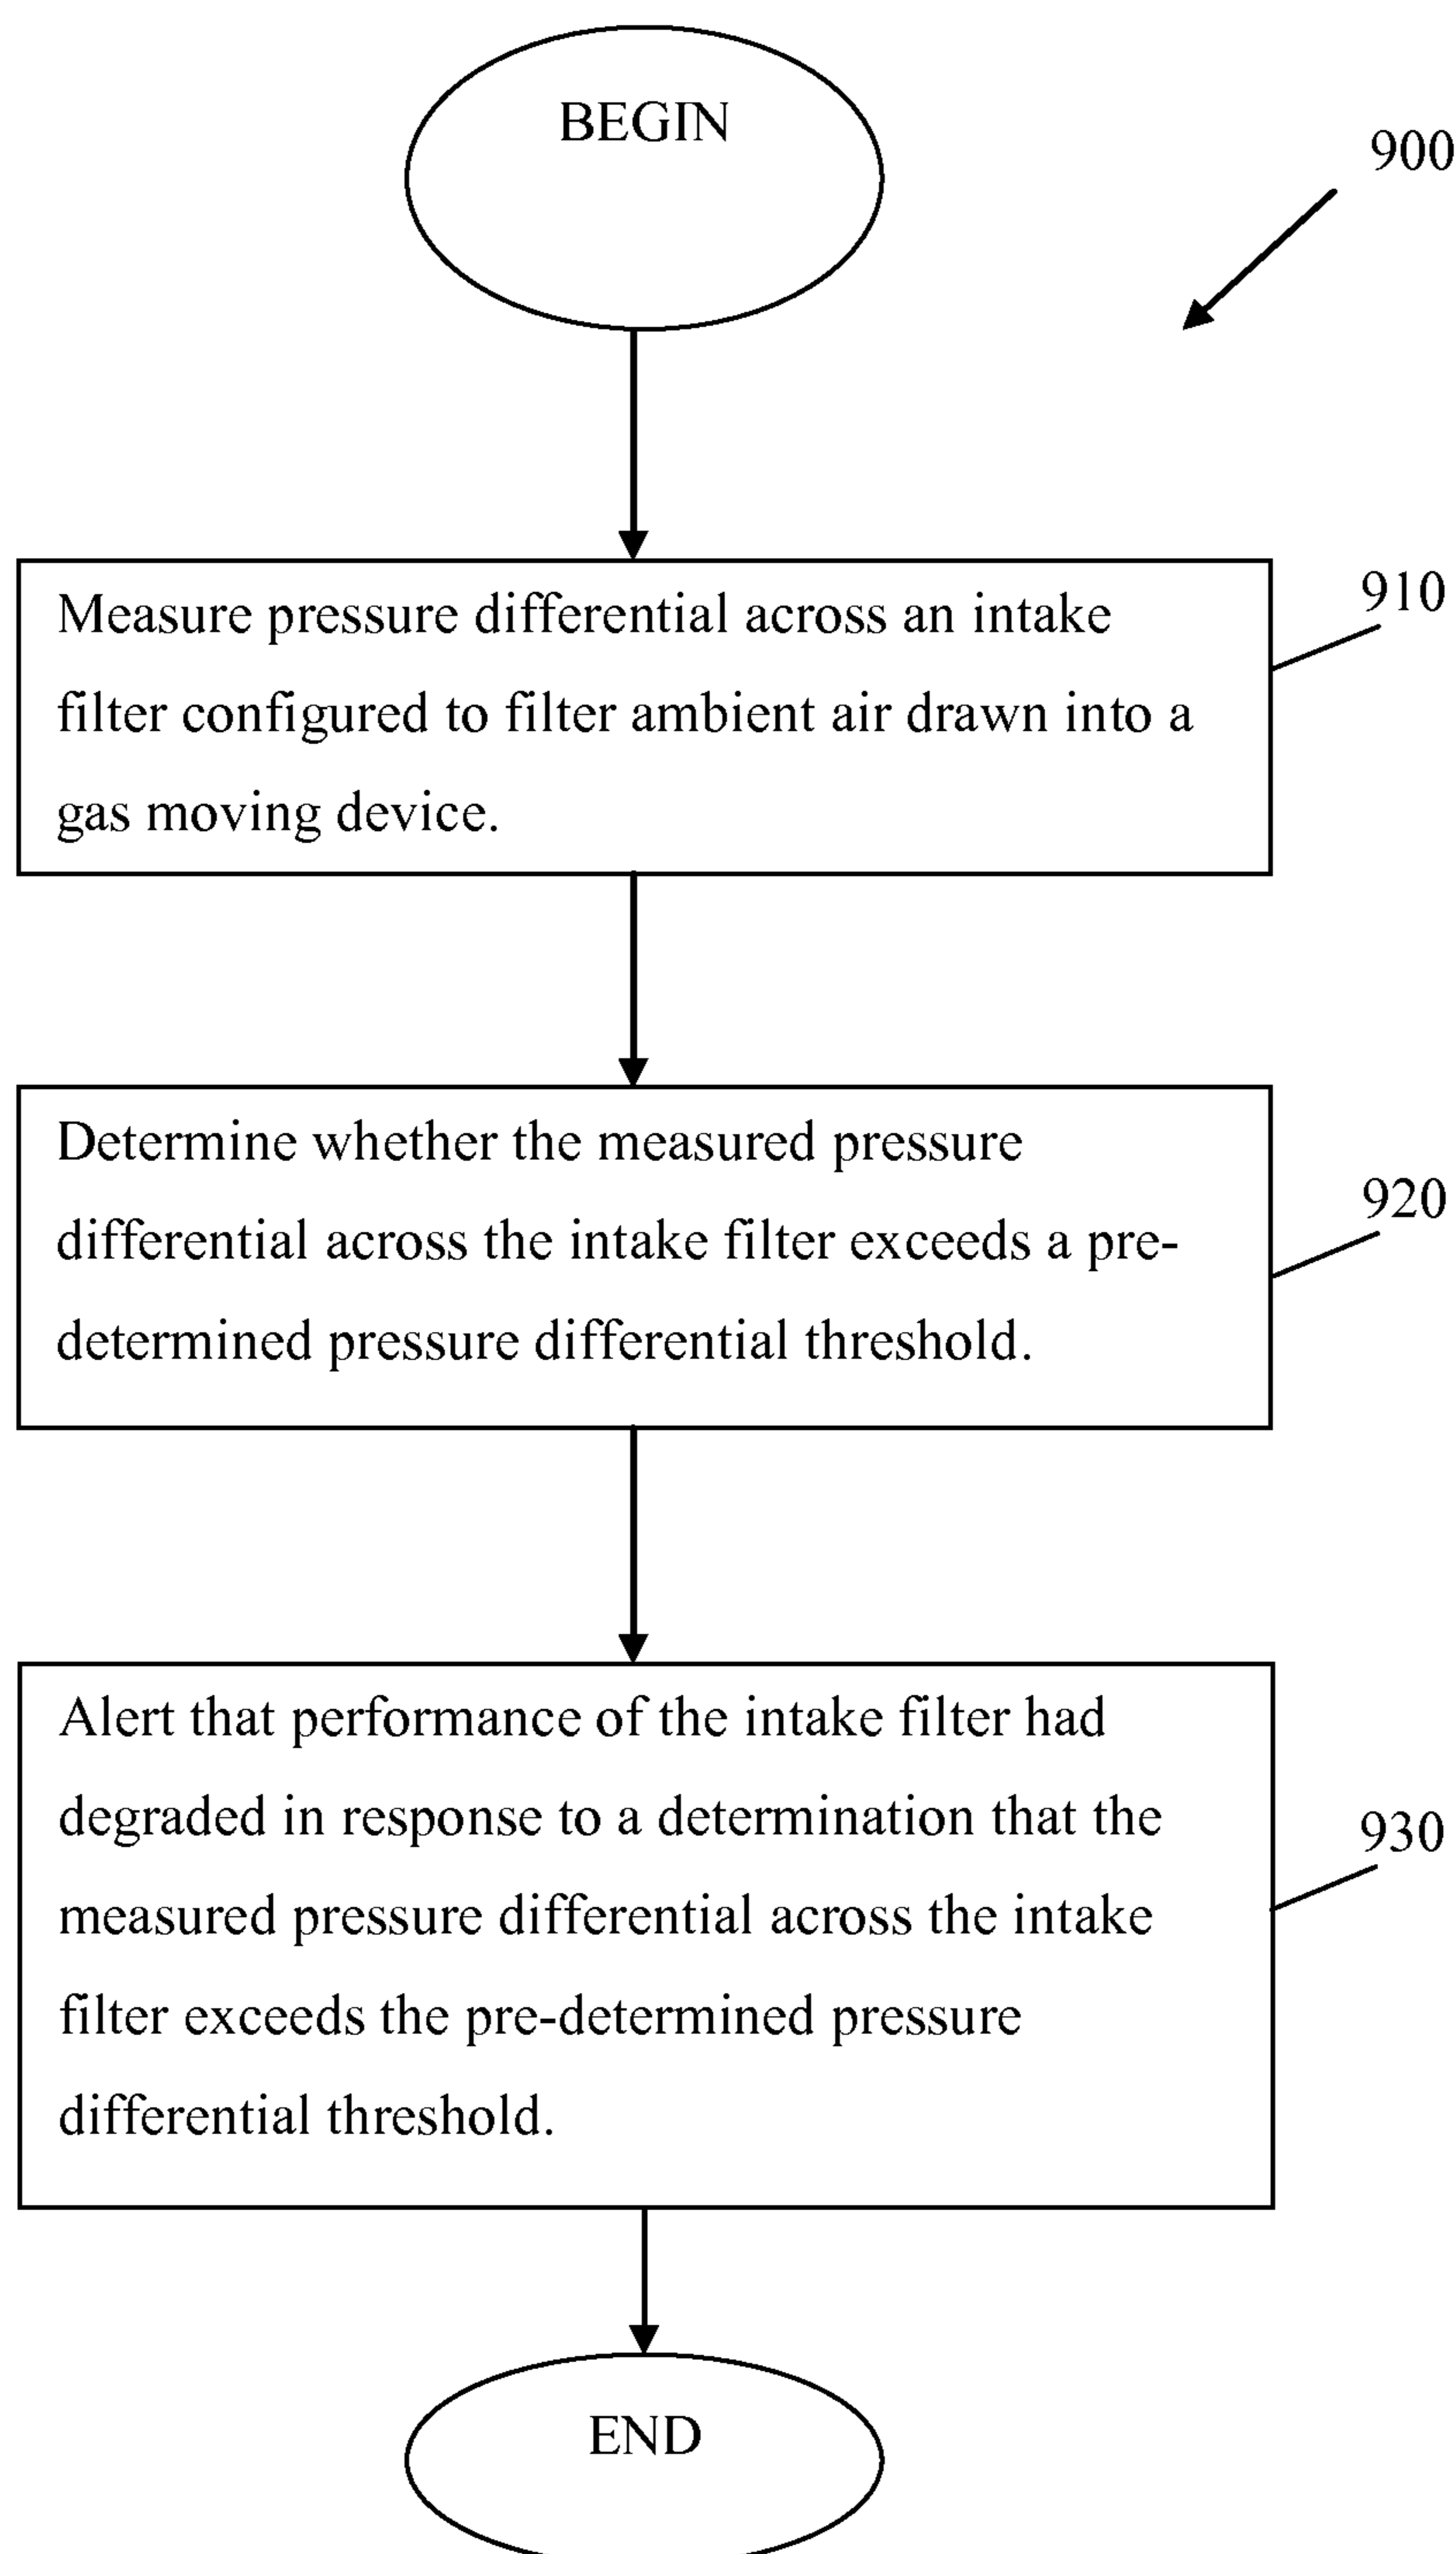 BEGIN
900
Measure pressure differential across an intake
filter configured to filter ambient air drawn into a
gas moving device.
910
Determine whether the measured pressure
differential across the intake filter exceeds a pre-
determined pressure differential threshold.
920
Alert that performance of the intake filter had
degraded in response to a determination that the
measured pressure differential across the intake
filter exceeds the pre-determined pressure
differential threshold.
930
END